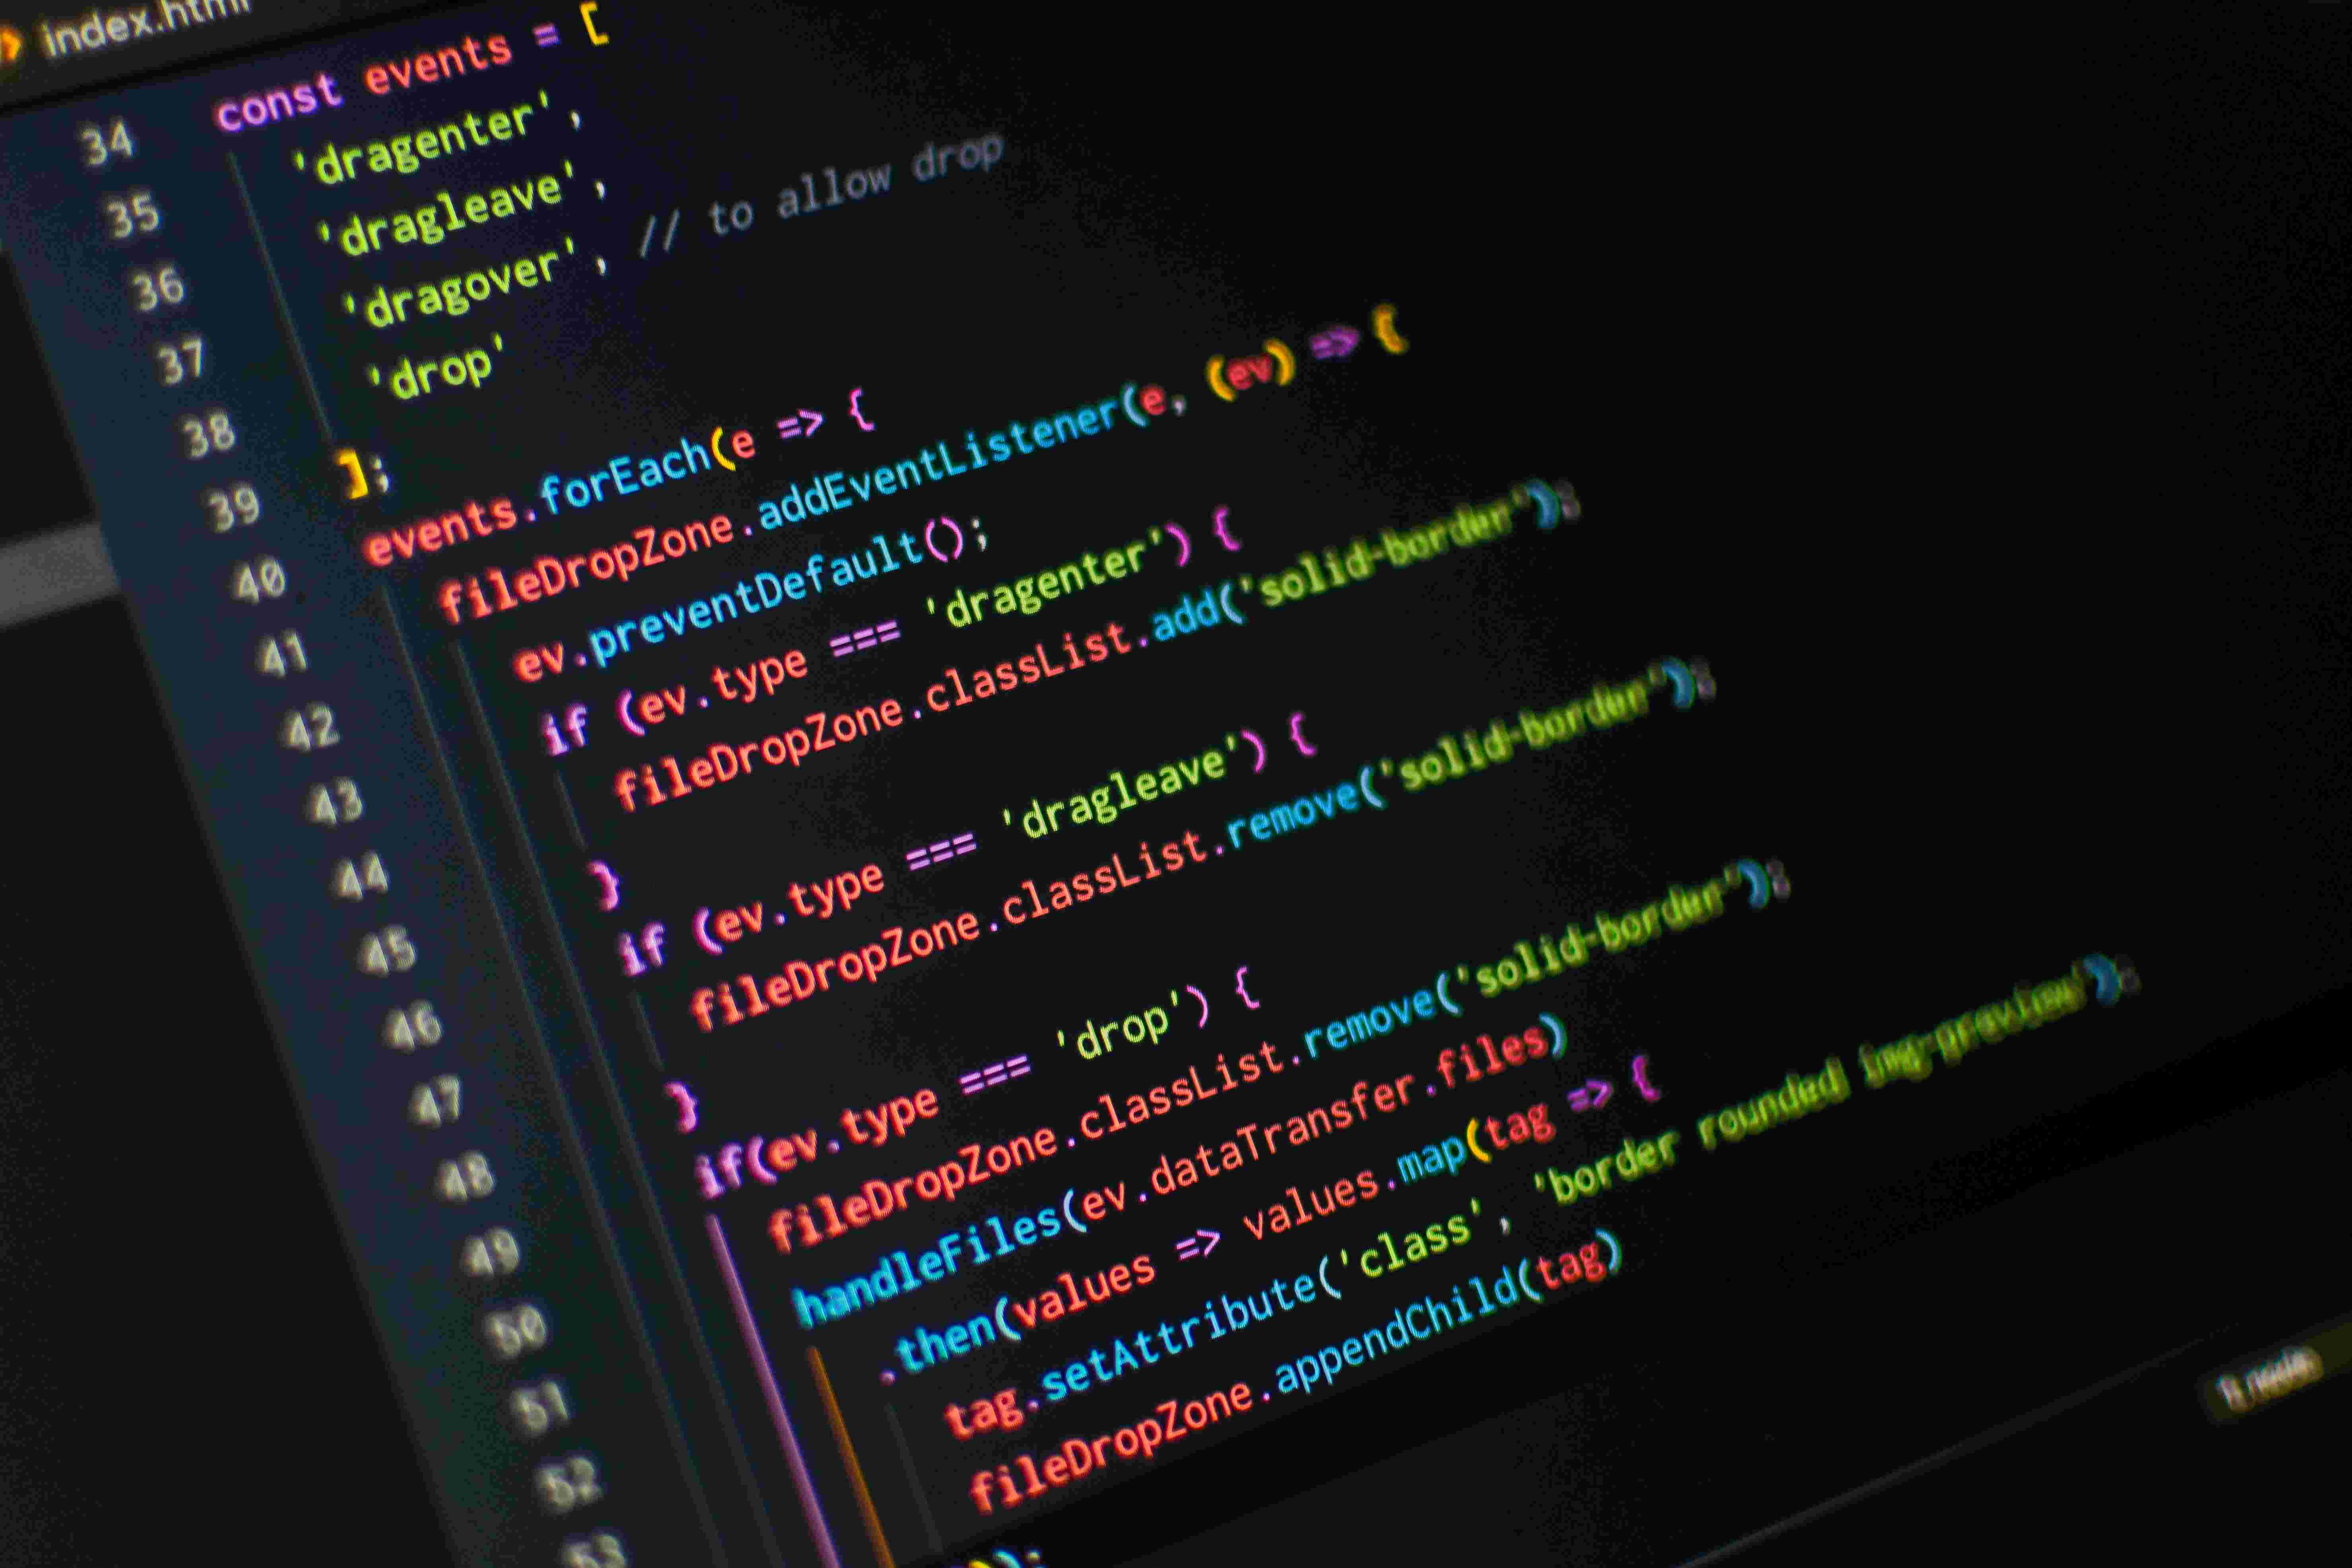 index.html
const events = [
34 'dragenter',
35 'dragleave',
36 'dragover', // to allow drop
37 'drop'
38 ];
39 events.forEach(e => {
40 fileDropZone.addEventListener(e, (ev) => {
41 ev.preventDefault();
42 if (ev.type === 'dragenter') {
43 fileDropZone.classList.add('solid-border');
44 }
45 if (ev.type === 'dragleave') {
46 fileDropZone.classList.remove('solid-border');
47 }
48 if(ev.type === 'drop') {
49 fileDropZone.classList.remove('solid-border');
50 handleFiles(ev.dataTransfer.files)
51 .then(values => values.map(tag => {
52 tag.setAttribute('class', 'border rounded img-preview');
53 fileDropZone.appendChild(tag)